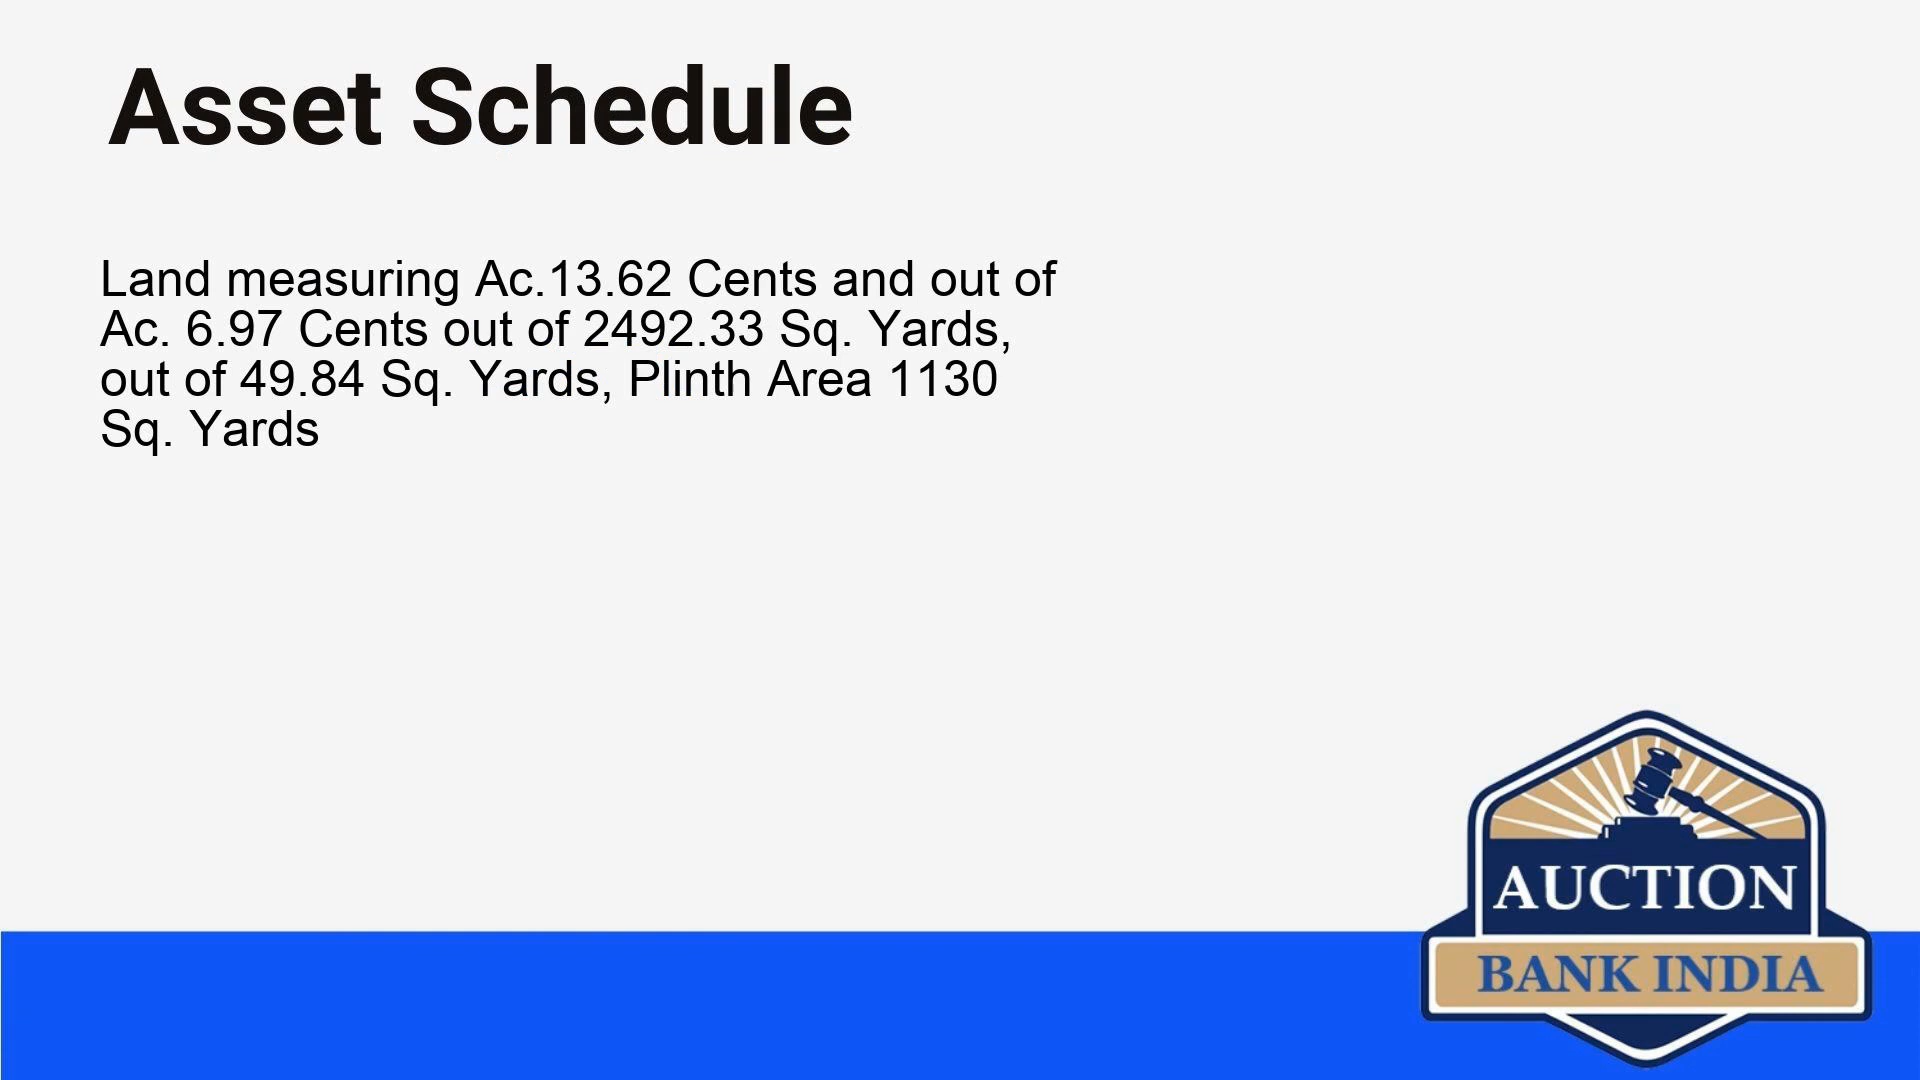 Asset Schedule
Land measuring Ac.13.62 Cents and out of
Ac. 6.97 Cents out of 2492.33 Sq. Yards,
out of 49.84 Sq. Yards, Plinth Area 1130
Sq. Yards
AUCTION
BANK INDIA